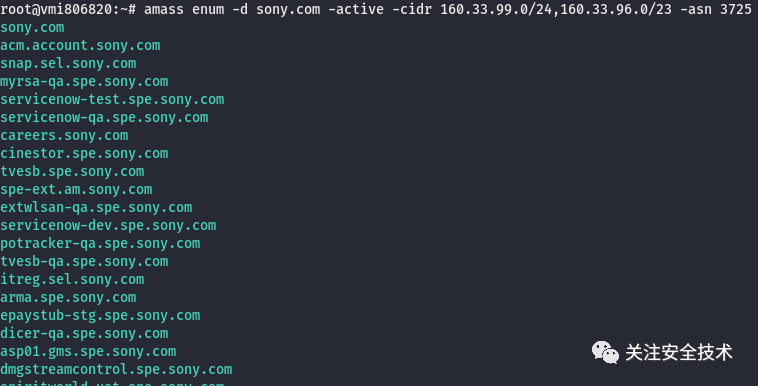 root@vmi806820:~# amass enum -d sony.com -active -cidr 160.33.99.0/24,160.33.96.0/23 -asn 3725
sony.com
acm.account.sony.com
snap.sel.sony.com
myrsa-qa.spe.sony.com
servicenow-test.spe.sony.com
servicenow-qa.spe.sony.com
careers.sony.com
cinestor.spe.sony.com
tvesb.spe.sony.com
spe-ext.am.sony.com
extwlsan-qa.spe.sony.com
servicenow-dev.spe.sony.com
potracker-qa.spe.sony.com
tvesb-qa.spe.sony.com
itreg.sel.sony.com
arma.spe.sony.com
epaystub-stg.spe.sony.com
dicer-qa.spe.sony.com
asp01.gms.spe.sony.com
关注安全技术
dmgstreamcontrol.spe.sony.com
spiritworld-uat.spe.sony.com